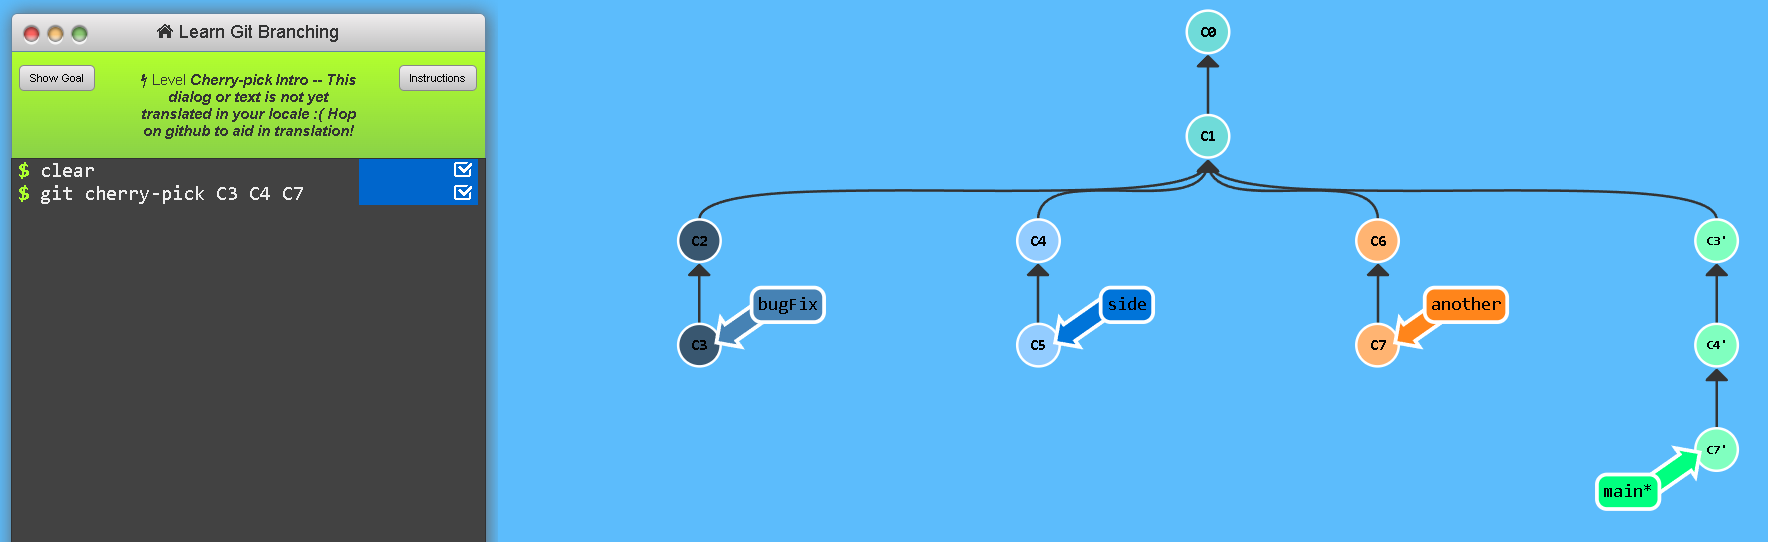 Learn Git Branching
Show Goal
Level Cherry-pick Intro -- This
dialog or text is not yet
translated in your locale :( Hop
on github to aid in translation!
Instructions
$ clear
$ git cherry-pick C3 C4 C7
C0
C1
C2
C4
C6
C3'
bugFix
side
another
C3
C5
C7
C4'
C7'
main*